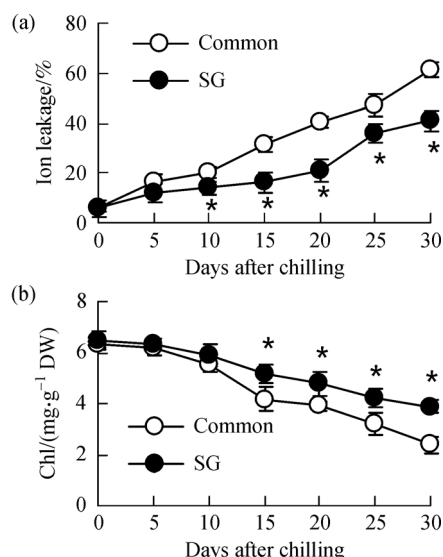 (a)
80
Common
SG
60
40
20
0
Ion leakage/%
*
*
*
*
*
0 5 10 15 20 25 30
Days after chilling
(b)
8
6
4
2
0
Chl/(mg·g⁻¹ DW)
* * * *
Common
SG
0 5 10 15 20 25 30
Days after chilling